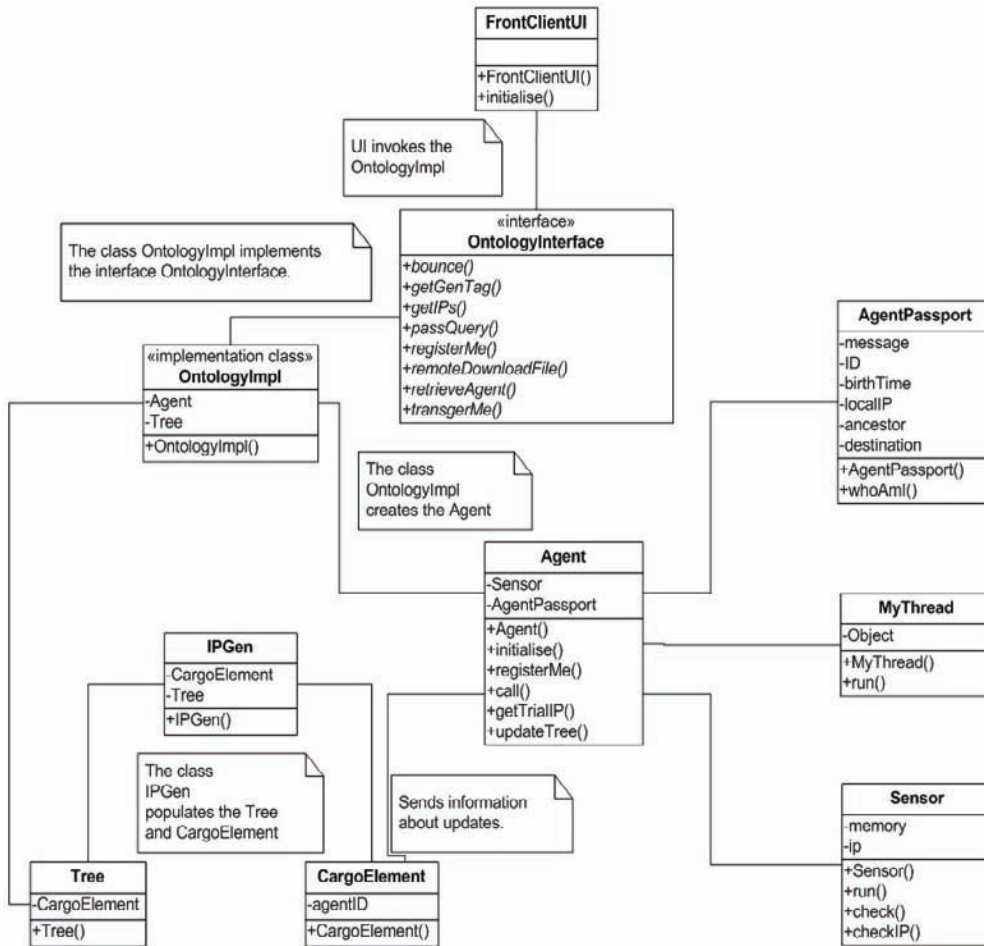 FrontClientUI
+FrontClientUI()
+initialise()
UI invokes the
OntologyImpl
«interface»
OntologyInterface
+bounce()
+getGenTag()
+getIPs()
+passQuery()
+registerMe()
+remoteDownloadFile()
+retrieveAgent()
+transgerMe()
The class OntologyImpl implements
the interface OntologyInterface.
«implementation class»
OntologyImpl
-Agent
-Tree
+OntologyImpl()
AgentPassport
-message
-ID
-birthTime
-localIP
-ancestor
-destination
+AgentPassport()
+whoAmI()
The class
OntologyImpl
creates the Agent
Agent
-Sensor
-AgentPassport
+Agent()
+initialise()
+registerMe()
+call()
+getTrialIP()
+updateTree()
MyThread
-Object
+MyThread()
+run()
IPGen
-CargoElement
-Tree
+IPGen()
The class
IPGen
populates the Tree
and CargoElement
Sends information
about updates.
Sensor
-memory
-ip
+Sensor()
+run()
+check()
+checkIP()
Tree
-CargoElement
+Tree()
CargoElement
-agentID
+CargoElement()